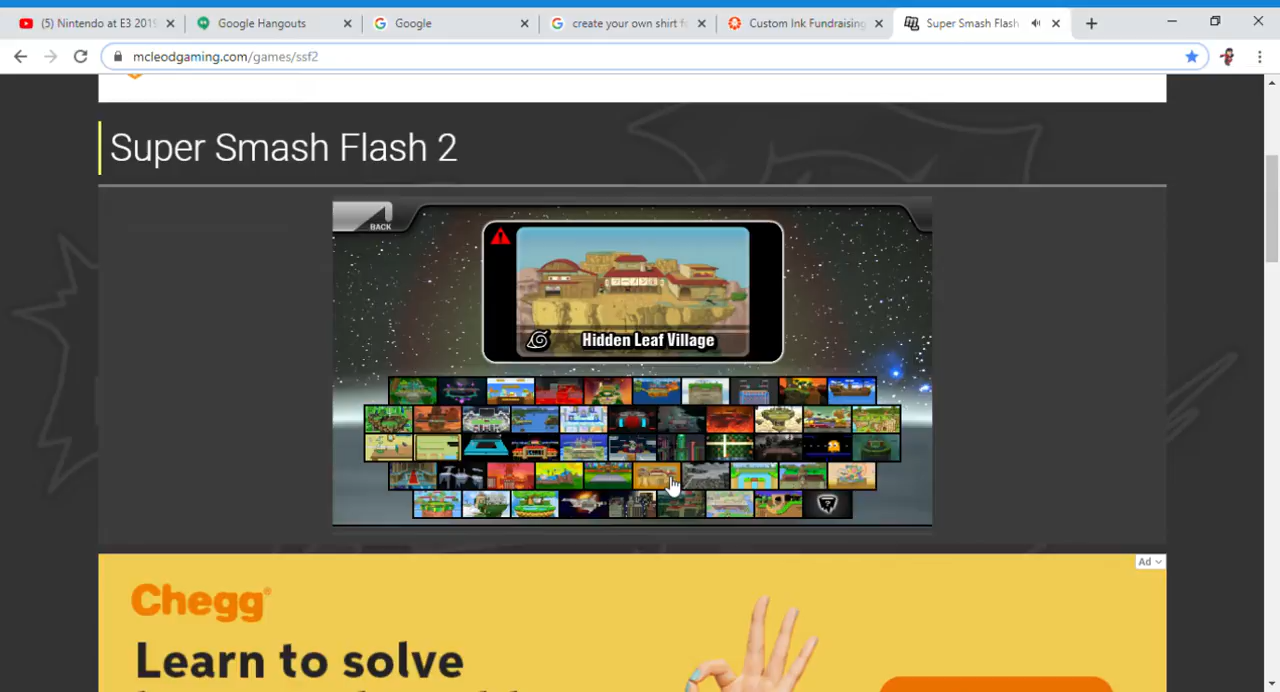 (5) Nintendo at E3 2019
Google Hangouts
Google
create your own shirt f
Custom Ink Fundraising
Super Smash Flash
mcleodgaming.com/games/ssf2
Super Smash Flash 2
BACK
Hidden Leaf Village
Ad
Chegg®
Learn to solve